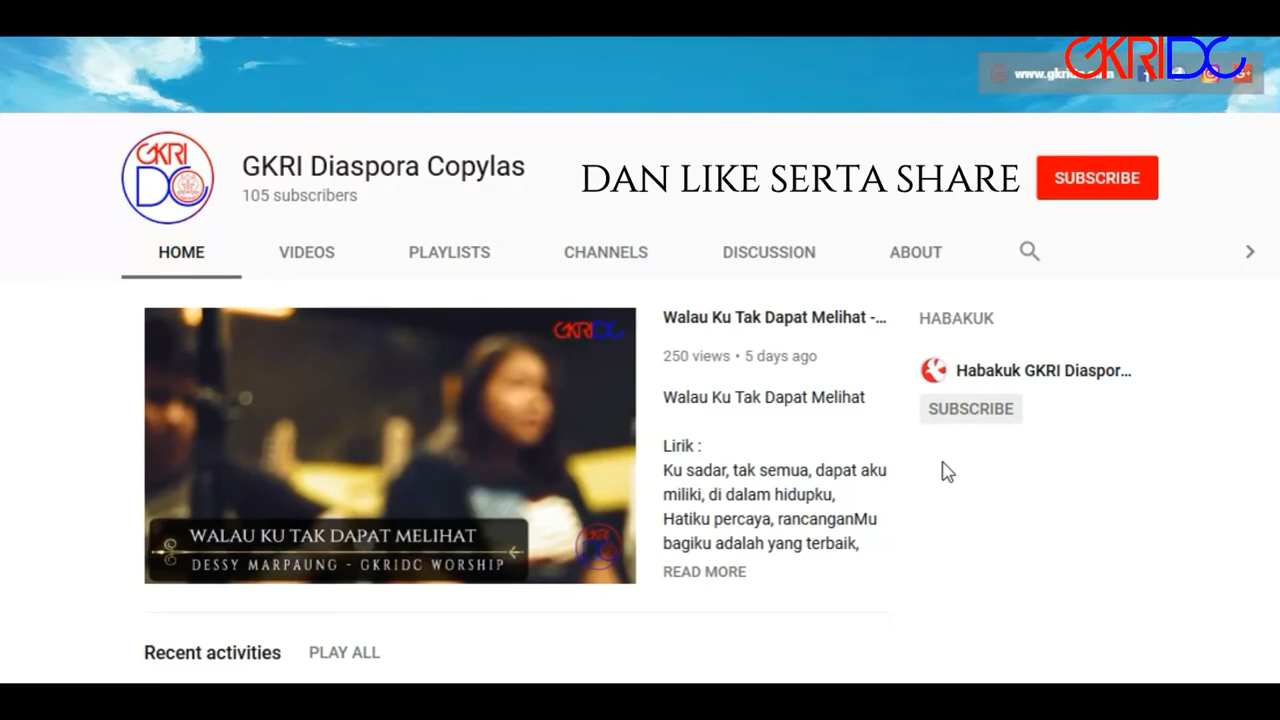 GKRIDC
www.gkridc.com
GKRI
DC
GKRI Diaspora Copylas
105 subscribers
DAN LIKE SERTA SHARE
SUBSCRIBE
HOME
VIDEOS
PLAYLISTS
CHANNELS
DISCUSSION
ABOUT
GKRIDC
WALAU KU TAK DAPAT MELIHAT
DESSY MARPAUNG - GKRIDC WORSHIP
Walau Ku Tak Dapat Melihat -...
250 views • 5 days ago
Walau Ku Tak Dapat Melihat
Lirik :
Ku sadar, tak semua, dapat aku
miliki, di dalam hidupku,
Hatiku percaya, rancanganMu
bagiku adalah yang terbaik,
READ MORE
HABAKUK
Habakuk GKRI Diaspor...
SUBSCRIBE
Recent activities
PLAY ALL